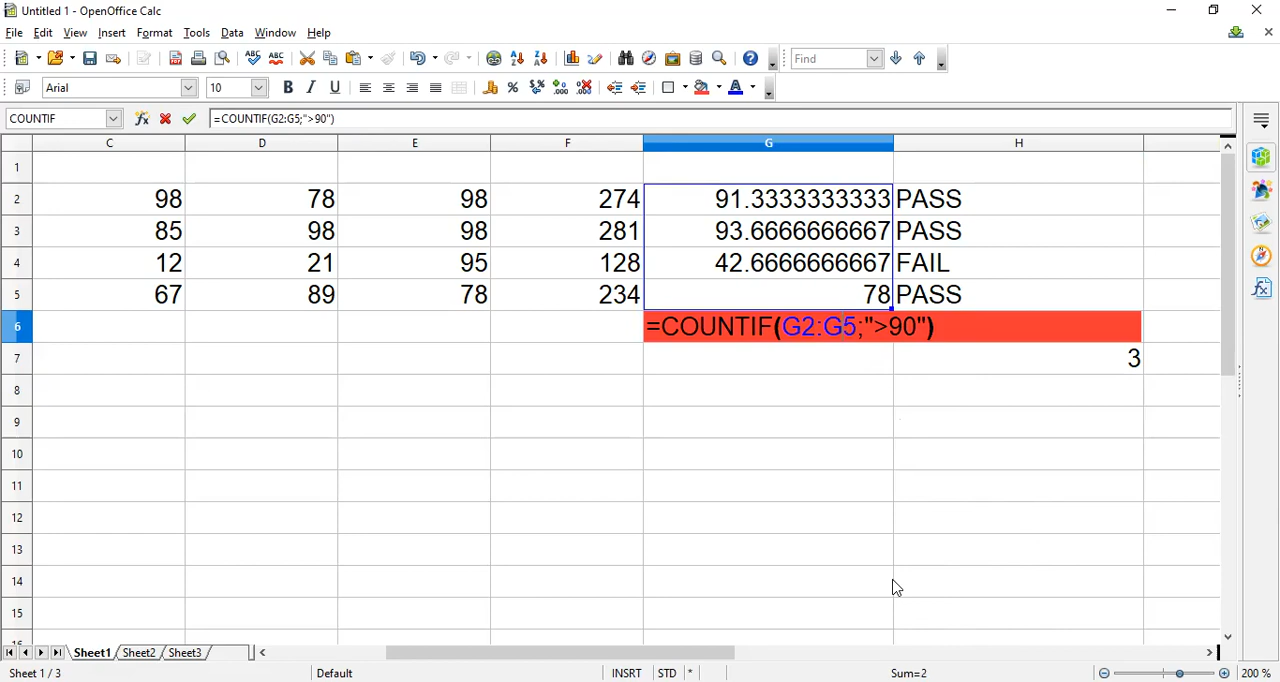 Untitled 1 - OpenOffice Calc
File Edit View Insert Format Tools Data Window Help
Find
Arial 10
COUNTIF =COUNTIF(G2:G5;">90")
C D E F G H
1
2 98 78 98 274 91.3333333333 PASS
3 85 98 98 281 93.6666666667 PASS
4 12 21 95 128 42.6666666667 FAIL
5 67 89 78 234 78 PASS
6 =COUNTIF(G2:G5;">90")
7 3
8
9
10
11
12
13
14
15
Sheet1 Sheet2 Sheet3
Sheet 1 / 3 Default INSRT STD * Sum=2 200 %